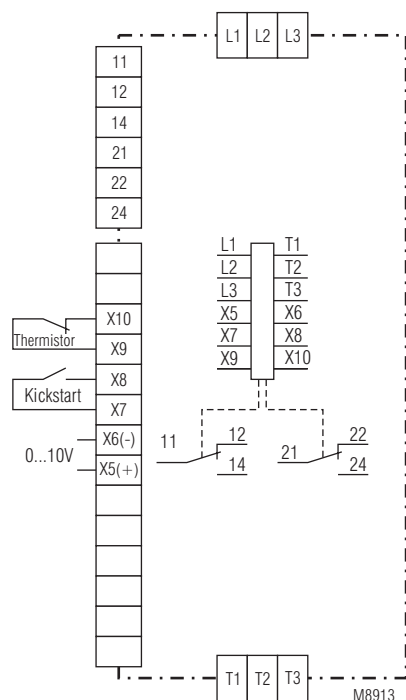 L1 L2 L3
11
12
14
21
22
24
L1 T1
L2 T2
L3 T3
X5 X6
X7 X8
X9 X10
X10
Thermistor
X9
X8
Kickstart
X7
X6(-)
0...10V
X5(+)
11 12 14
21 22 24
T1 T2 T3
M8913